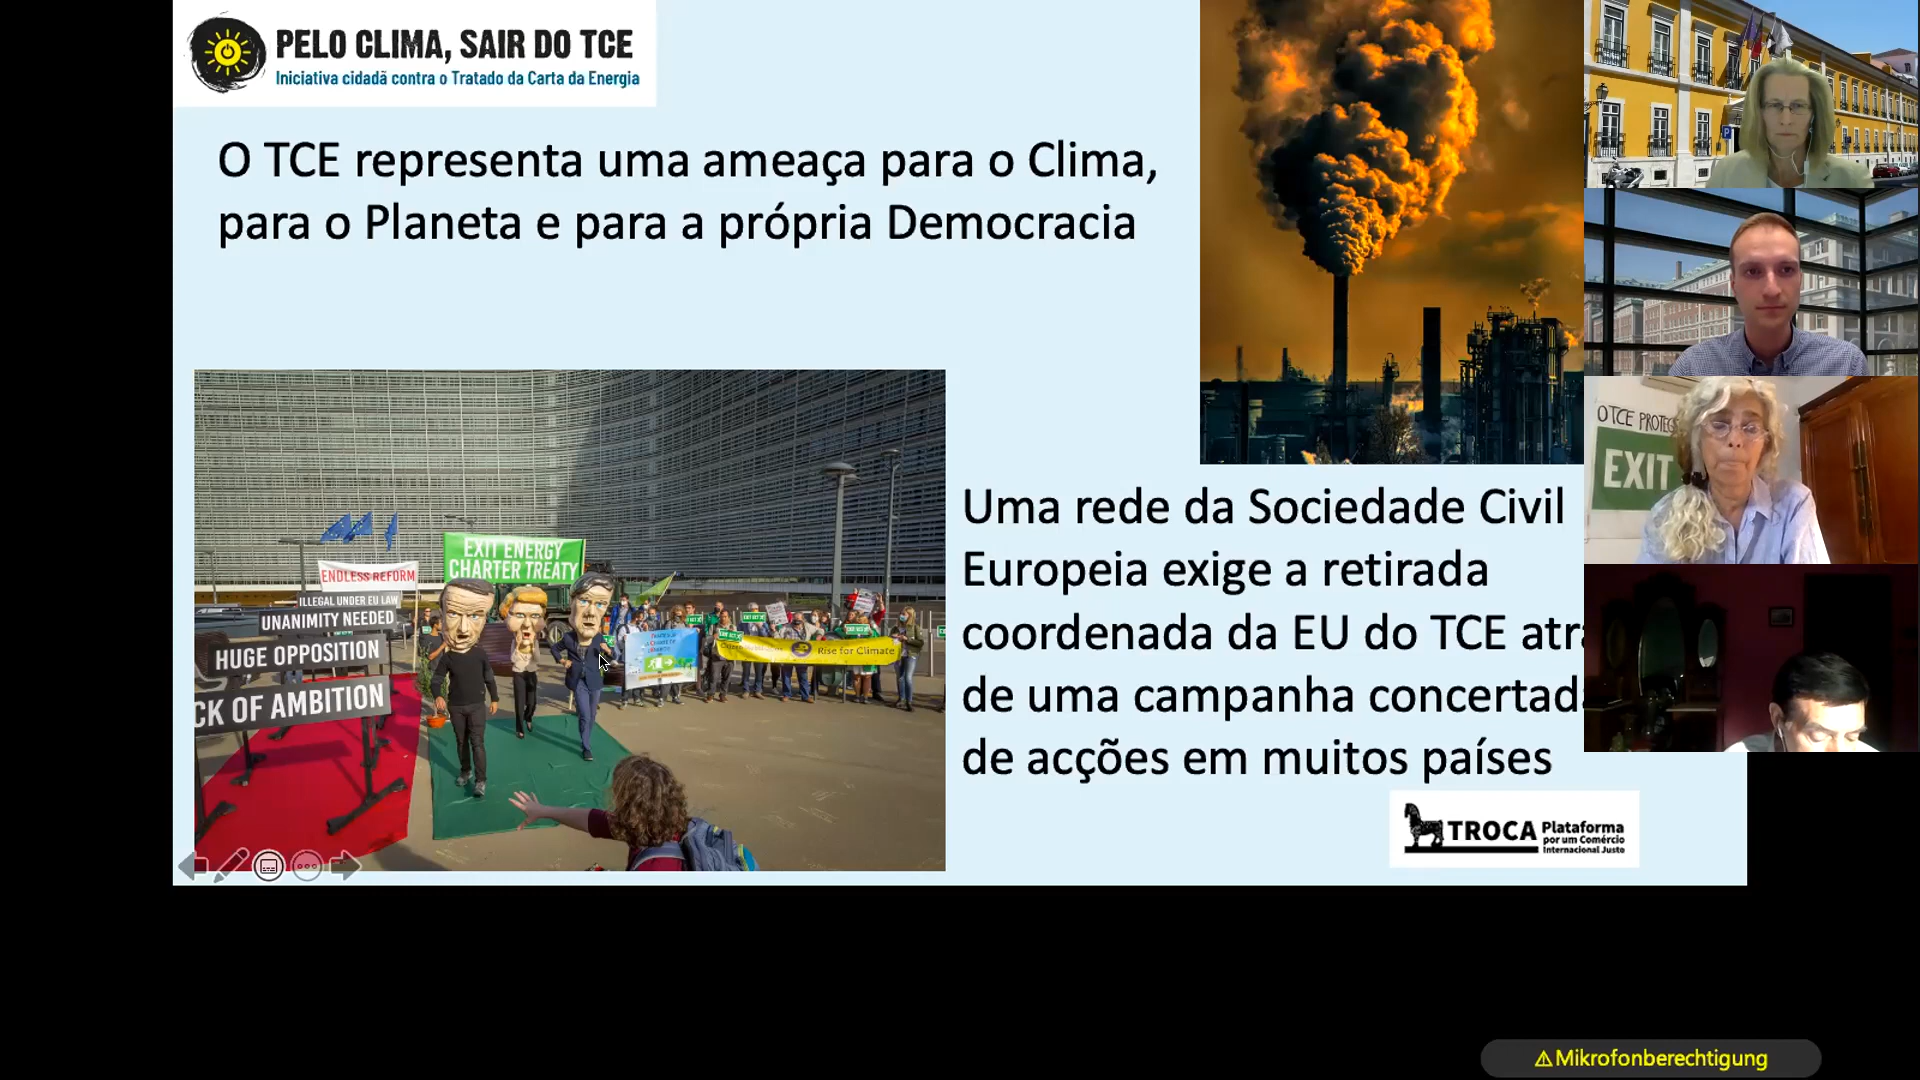 PELO CLIMA, SAIR DO TCE
Iniciativa cidadã contra o Tratado da Carta da Energia
O TCE representa uma ameaça para o Clima,
para o Planeta e para a própria Democracia
EXIT ENERGY
CHARTER TREATY
ENDLESS REFORM
ILLEGAL UNDER EU LAW
UNANIMITY NEEDED
HUGE OPPOSITION
CK OF AMBITION
Rise for Climate
Uma rede da Sociedade Civil
Europeia exige a retirada
coordenada da EU do TCE atr
de uma campanha concertad
de acções em muitos países
TROCA Plataforma
por um Comércio
Internacional Justo
O TCE PROTEG
EXIT
P
⚠Mikrofonberechtigung